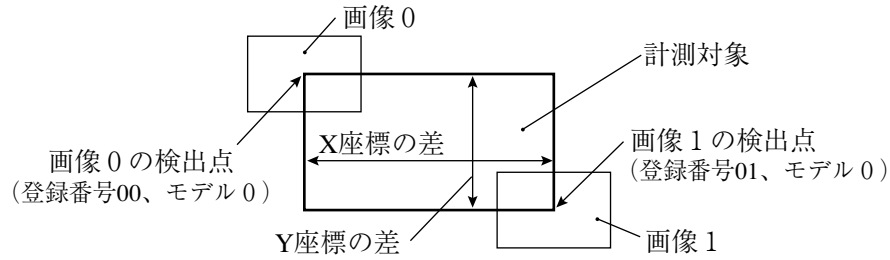 画像０
計測対象
X座標の差
画像０の検出点
（登録番号00、モデル０）
画像１の検出点
（登録番号01、モデル０）
Y座標の差
画像１